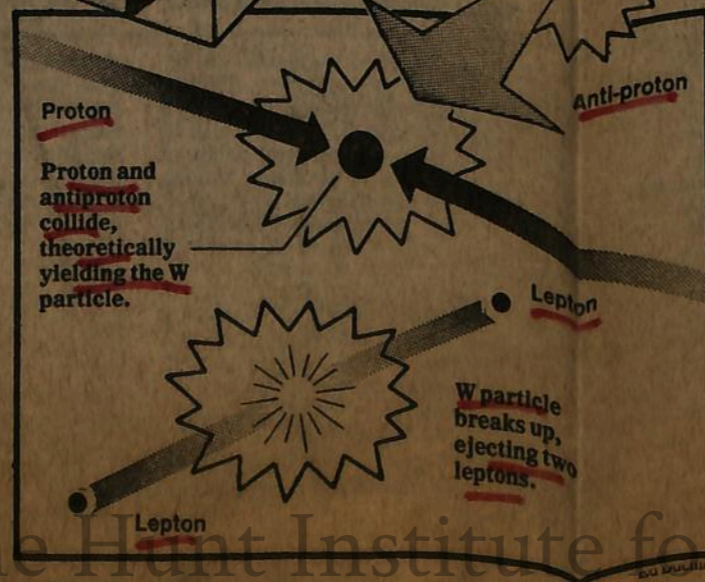 Proton
Anti-proton
Proton and
antiproton
collide,
theoretically
yielding the W
particle.
Lepton
W particle
breaks up,
ejecting two
leptons.
Lepton
e Hunt Institute fo